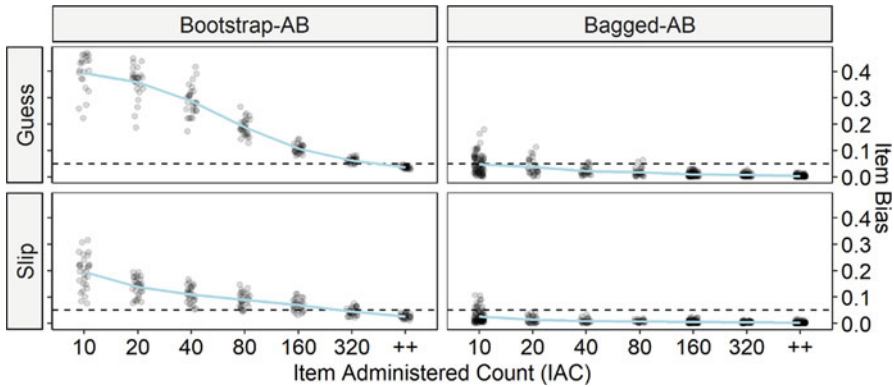 Bootstrap-AB Bagged-AB
Guess
0.4
0.3
0.2
0.1
0.0
Slip
Item Bias
0.4
0.3
0.2
0.1
0.0
10 20 40 80 160 320 ++ 10 20 40 80 160 320 ++
Item Administered Count (IAC)